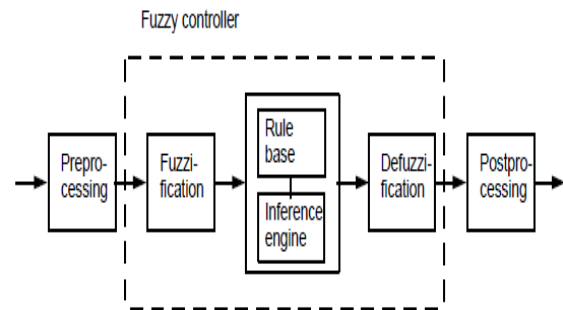 Fuzzy controller
Prepro-
cessing
Fuzzi-
fication
Rule
base
Inference
engine
Defuzzi-
fication
Postpro-
cessing